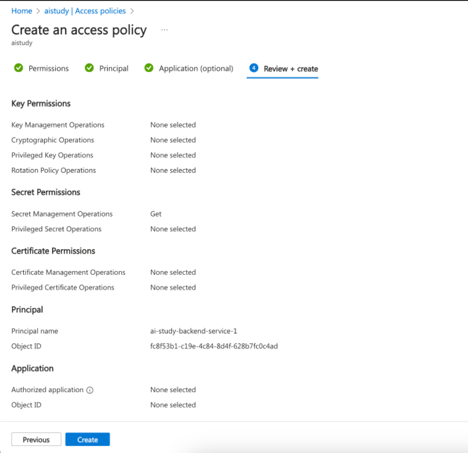 Home > aistudy | Access policies >
Create an access policy ...
aistudy
Permissions Principal Application (optional) 4 Review + create
Key Permissions
Key Management Operations None selected
Cryptographic Operations None selected
Privileged Key Operations None selected
Rotation Policy Operations None selected
Secret Permissions
Secret Management Operations Get
Privileged Secret Operations None selected
Certificate Permissions
Certificate Management Operations None selected
Privileged Certificate Operations None selected
Principal
Principal name ai-study-backend-service-1
Object ID fc8f53b1-c19e-4c84-8d4f-628b7fc0c4ad
Application
Authorized application None selected
Object ID None selected
Previous Create